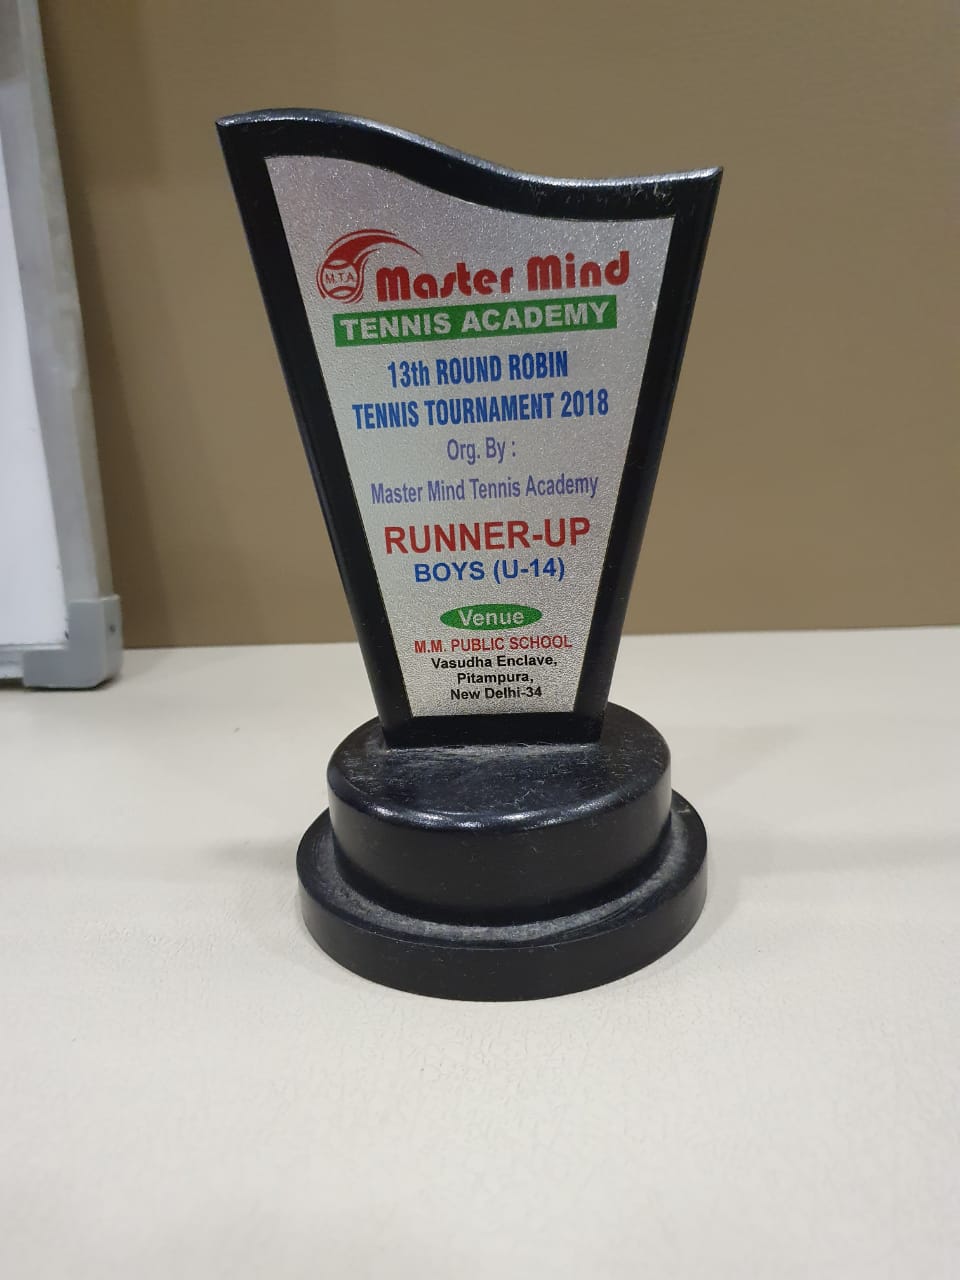 M.T.A
Master Mind
TENNIS ACADEMY
13th ROUND ROBIN
TENNIS TOURNAMENT 2018
Org. By :
Master Mind Tennis Academy
RUNNER-UP
BOYS (U-14)
Venue
M.M. PUBLIC SCHOOL
Vasudha Enclave,
Pitampura,
New Delhi-34